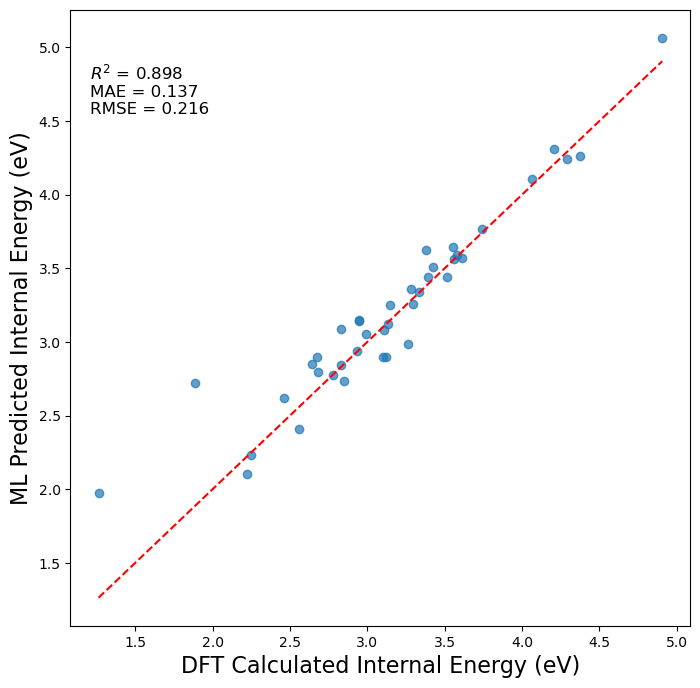 R² = 0.898
MAE = 0.137
RMSE = 0.216
ML Predicted Internal Energy (eV)
5.0
4.5
4.0
3.5
3.0
2.5
2.0
1.5
1.5 2.0 2.5 3.0 3.5 4.0 4.5 5.0
DFT Calculated Internal Energy (eV)